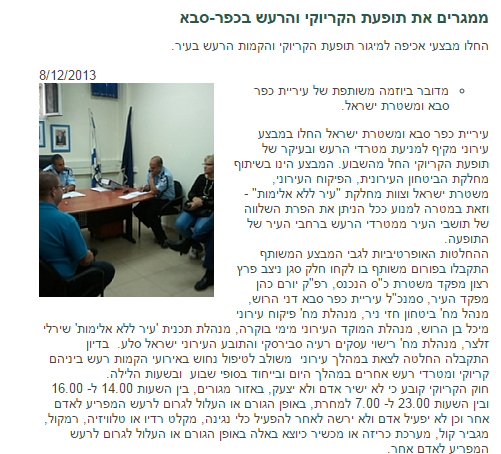 ממגרים את תופעת הקריוקי והרעש בכפר-סבא
החלו מבצעי אכיפה למיגור תופעת הקריוקי והקמות הרעש בעיר.
8/12/2013
מדובר ביוזמה משותפת של עיריית כפר
סבא ומשטרת ישראל.
עיריית כפר סבא ומשטרת ישראל החלו במבצע
עירוני מקיף למניעת מטרדי הרעש ובעיקר של
תופעת הקריוקי החל מהשבוע. המבצע הינו בשיתוף
מחלקת הביטחון העירונית, הפיקוח העירוני,
משטרת ישראל וצוות מחלקת "עיר ללא אלימות" -
וזאת במטרה למנוע ככל הניתן את הפרת השלווה
של תושבי העיר ממטרדי הרעש ברחבי העיר של
התופעה.
ההחלטות האופרטיביות לגבי המבצע המשותף
התקבלו בפורום משותף בו לקחו חלק סגן ניצב פרץ
רצון מפקד משטרת כ"ס הנכנס, רפ"ק יורם כהן
מפקד העיר, סמנכ"ל עיריית כפר סבא דני הרוש,
מנהל מח' ביטחון חזי ניר, מנהלת מח' פיקוח עירוני
מיכל בן הרוש, מנהלת המוקד העירוני מימי בוקרה, מנהלת תכנית 'עיר ללא אלימות' שירלי
זלצר, מנהלת מח' רישוי עסקים רעיה סבירסקי והתובע העירוני ישראל סלע. בדיון
התקבלה החלטה לצאת במהלך עירוני משולב לטיפול נחוש באירועי הקמות רעש ביניהם
קריוקי ומטרדי רעש אחרים במהלך היום ובייחוד בסופי שבוע ובשעות הלילה.
חוק הקריוקי קובע כי לא ישיר אדם ולא יצעק, באזור מגורים, בין השעות 14.00 ל- 16.00
ובין השעות 23.00 ל- 7.00 למחרת, באופן הגורם או העלול לגרום לרעש המפריע לאדם
אחר וכן לא יפעיל אדם ולא ירשה לאחר להפעיל כלי נגינה, מקלט רדיו או טלוויזיה, רמקול,
מגביר קול, מערכת כריזה או מכשיר כיוצא באלה באופן הגורם או העלול לגרום לרעש
המפריע לאדם אחר.